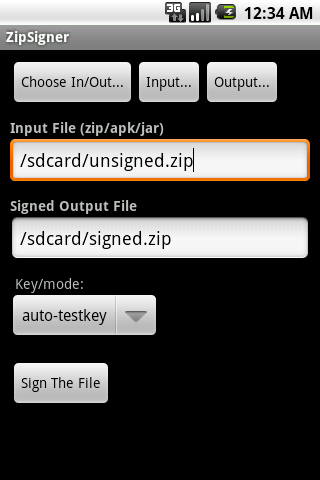 3G 12:34 AM
ZipSigner
Choose In/Out... Input... Output...
Input File (zip/apk/jar)
/sdcard/unsigned.zip
Signed Output File
/sdcard/signed.zip
Key/mode:
auto-testkey
Sign The File